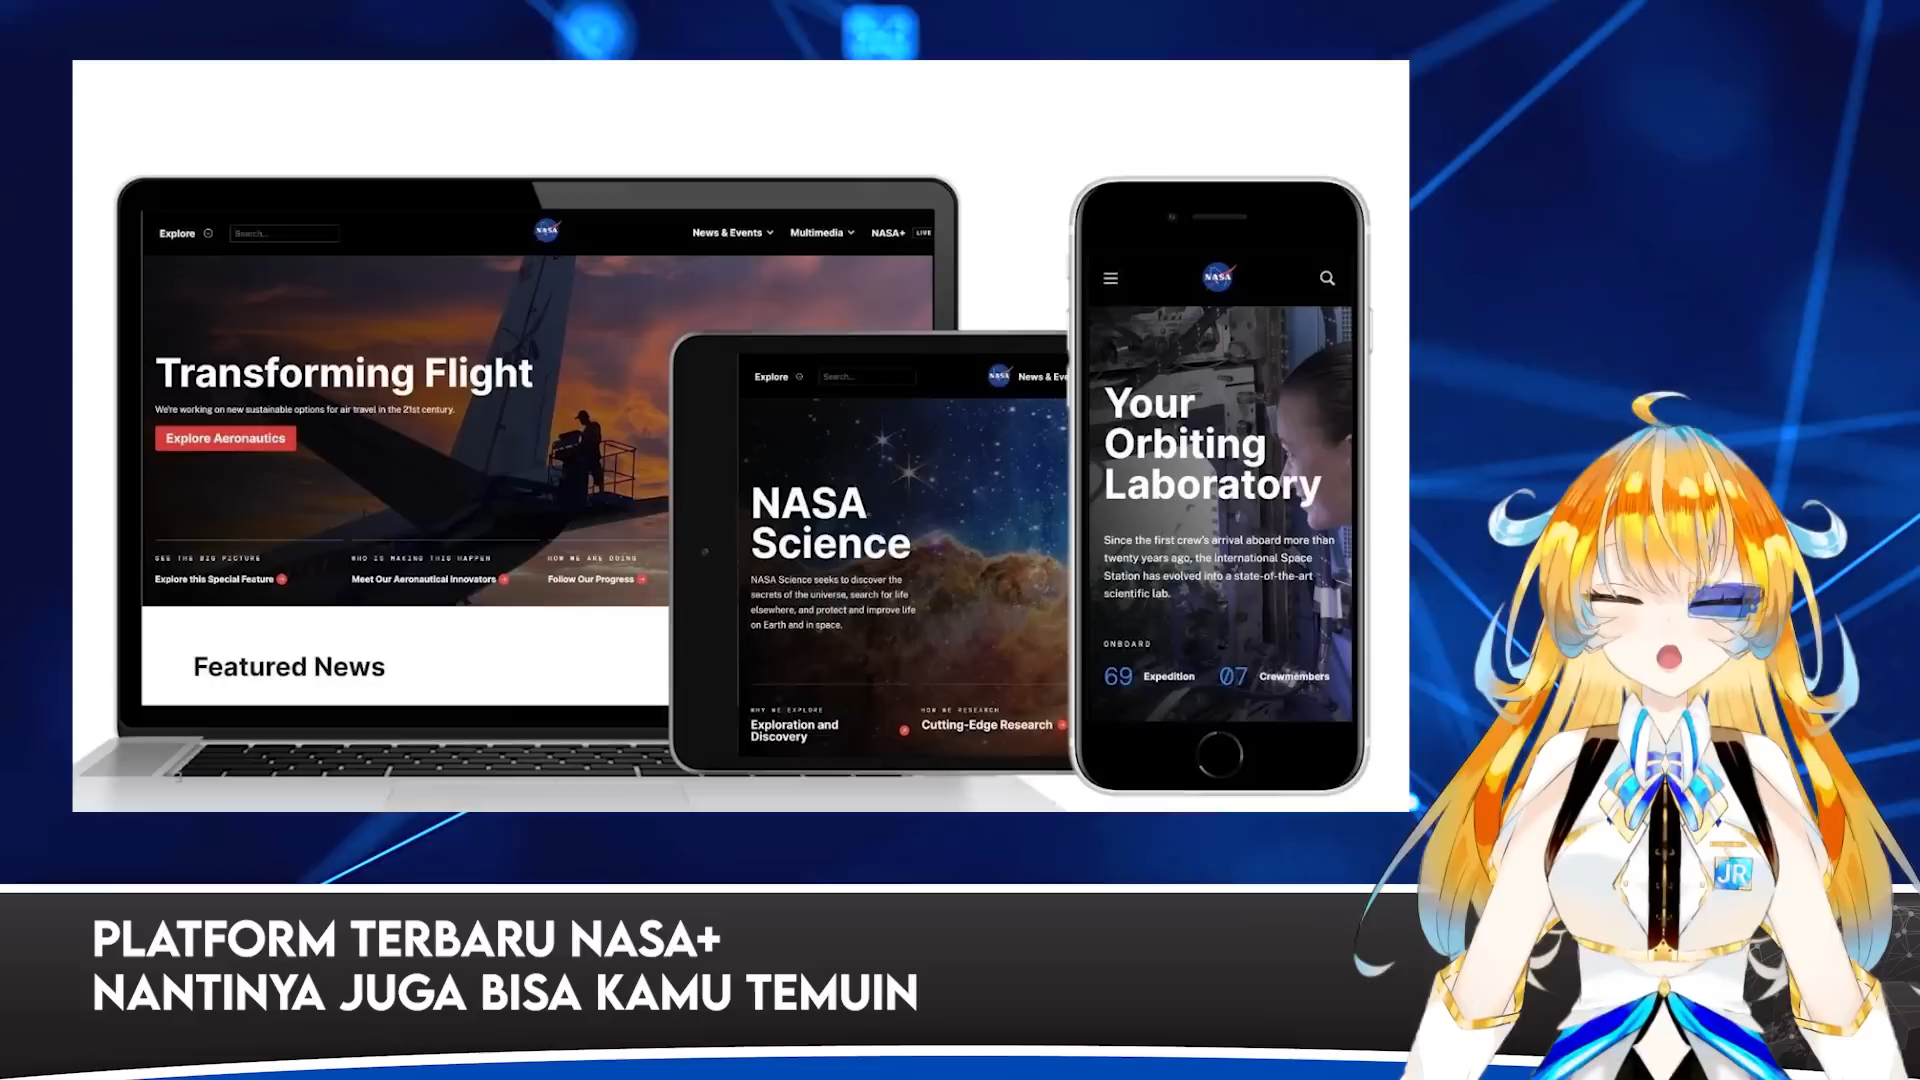 Explore
Search...
NASA
News & Events
Multimedia
NASA+
LIVE
Transforming Flight
We're working on new sustainable options for air travel in the 21st century.
Explore Aeronautics
SEE THE BIG PICTURE
Explore this Special Feature
WHO IS MAKING THIS HAPPEN
Meet Our Aeronautical Innovators
HOW WE ARE DOING
Follow Our Progress
Featured News
Explore
Search...
NASA
News & Eve
NASA
Science
NASA Science seeks to discover the
secrets of the universe, search for life
elsewhere, and protect and improve life
on Earth and in space.
WHY WE EXPLORE
Exploration and
Discovery
HOW WE RESEARCH
Cutting-Edge Research
NASA
Your
Orbiting
Laboratory
Since the first crew's arrival aboard more than
twenty years ago, the International Space
Station has evolved into a state-of-the-art
scientific lab.
ONBOARD
69 Expedition
07 Crewmembers
JR
PLATFORM TERBARU NASA+
NANTINYA JUGA BISA KAMU TEMUIN